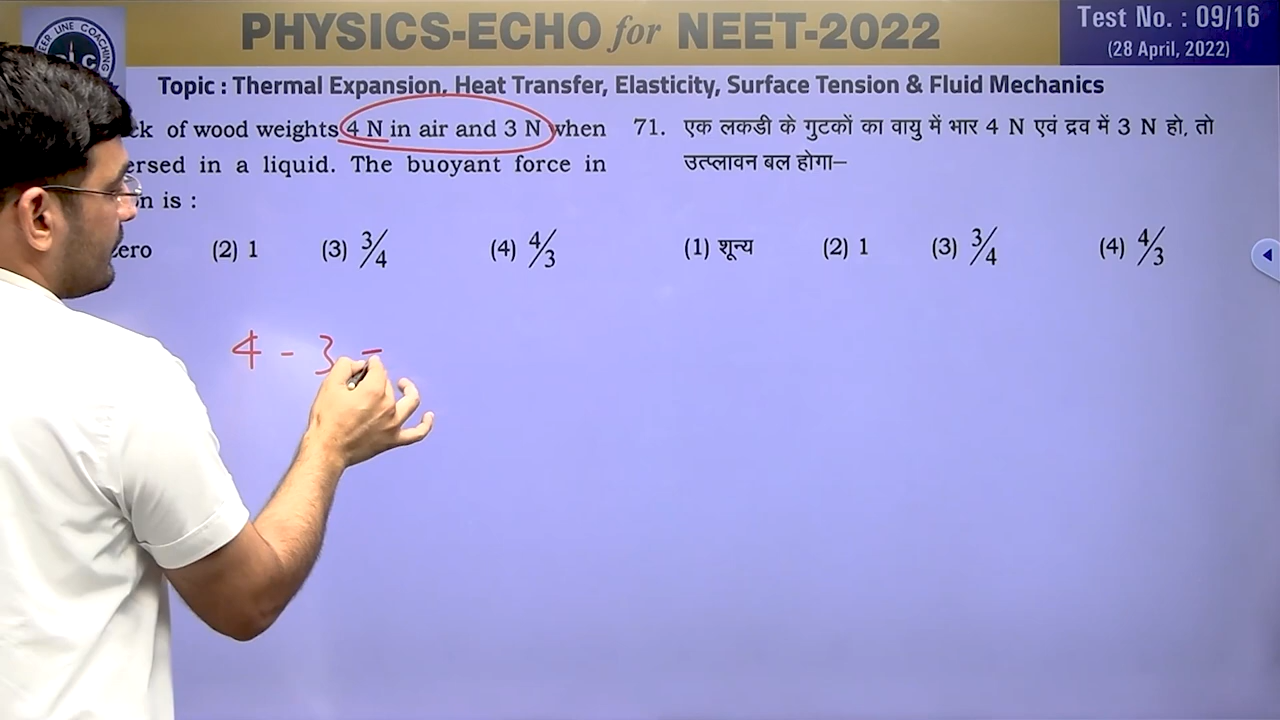 PHYSICS-ECHO for NEET-2022
Test No. : 09/16
(28 April, 2022)
LINE COACHING
Topic : Thermal Expansion, Heat Transfer, Elasticity, Surface Tension & Fluid Mechanics
of wood weights 4 N in air and 3 N when
in a liquid. The buoyant force in
is :
(2) 1 (3) 3/4 (4) 4/3
71. एक लकडी के गुटकों का वायु में भार 4 N एवं द्रव में 3 N हो, तो
उत्प्लावन बल होगा–
(1) शून्य (2) 1 (3) 3/4 (4) 4/3
4 - 3 =